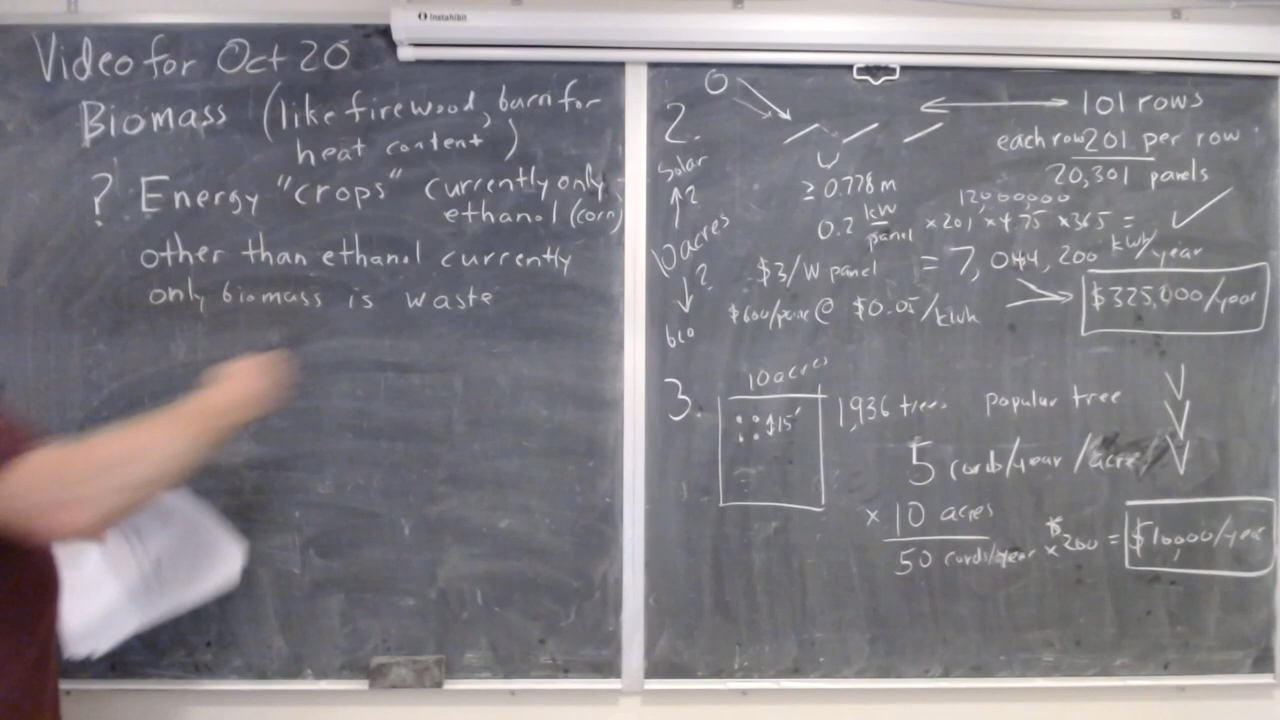 Instahibit
Video for Oct 20
Biomass (like firewood, burn for
heat content)
? Energy "crops" currently only
ethanol (corn)
other than ethanol currently
only biomass is waste
2.
Solar
↑?
10 acres
↓?
bio
101 rows
each row 201 per row
20,301 panels
≥ 0.778 m
12,000,000
0.2 kW/panel × 201 × 4.75 × 365 = ✓
= 7,044,200 kWh/year
$3/W panel
$600/ @ $0.05/kWh
$325,000/year
3.
10 acres
15'
1,936 trees popular tree
5 cords/year/acre
× 10 acres
50 cords/year × $200 = $10,000/year